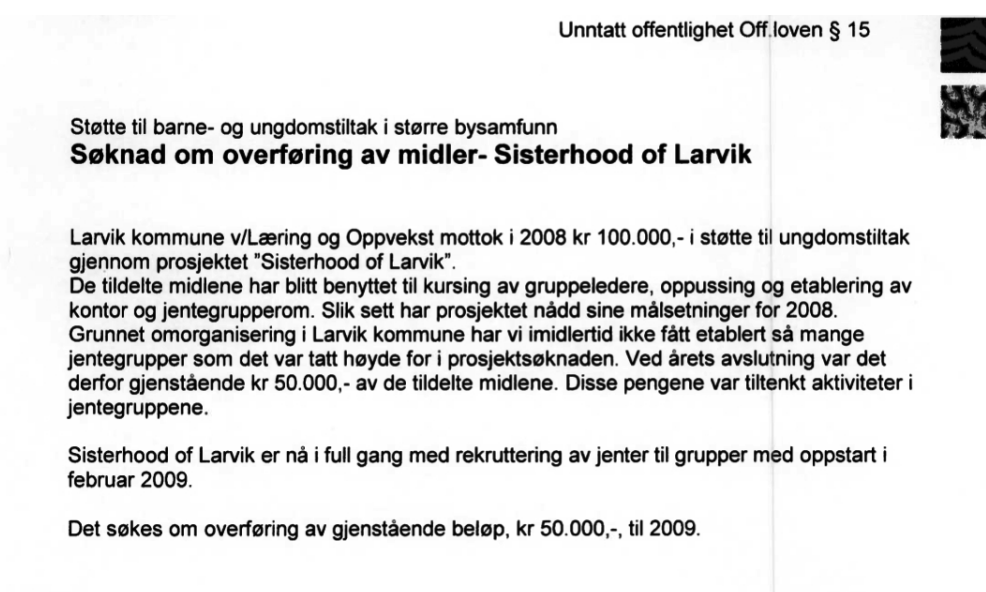 Unntatt offentlighet Off.loven § 15
Støtte til barne- og ungdomstiltak i større bysamfunn
Søknad om overføring av midler- Sisterhood of Larvik
Larvik kommune v/Læring og Oppvekst mottok i 2008 kr 100.000,- i støtte til ungdomstiltak
gjennom prosjektet "Sisterhood of Larvik".
De tildelte midlene har blitt benyttet til kursing av gruppeledere, oppussing og etablering av
kontor og jentegrupperom. Slik sett har prosjektet nådd sine målsetninger for 2008.
Grunnet omorganisering i Larvik kommune har vi imidlertid ikke fått etablert så mange
jentegrupper som det var tatt høyde for i prosjektsøknaden. Ved årets avslutning var det
derfor gjenstående kr 50.000,- av de tildelte midlene. Disse pengene var tiltenkt aktiviteter i
jentegruppene.
Sisterhood of Larvik er nå i full gang med rekruttering av jenter til grupper med oppstart i
februar 2009.
Det søkes om overføring av gjenstående beløp, kr 50.000,-, til 2009.